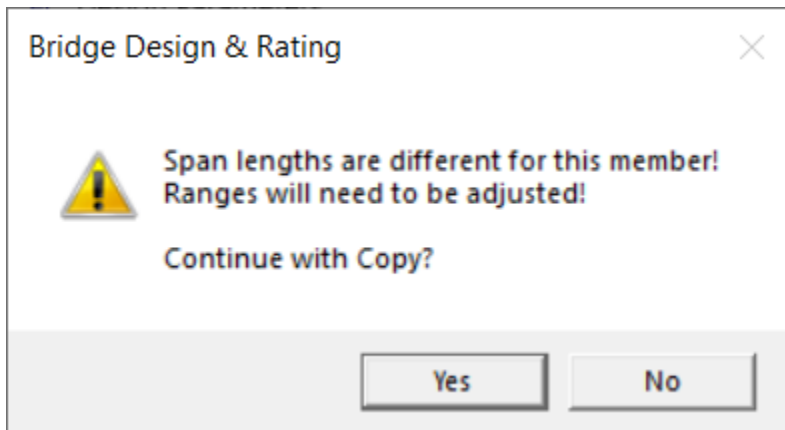 Bridge Design & Rating
Span lengths are different for this member!
Ranges will need to be adjusted!
Continue with Copy?
Yes
No